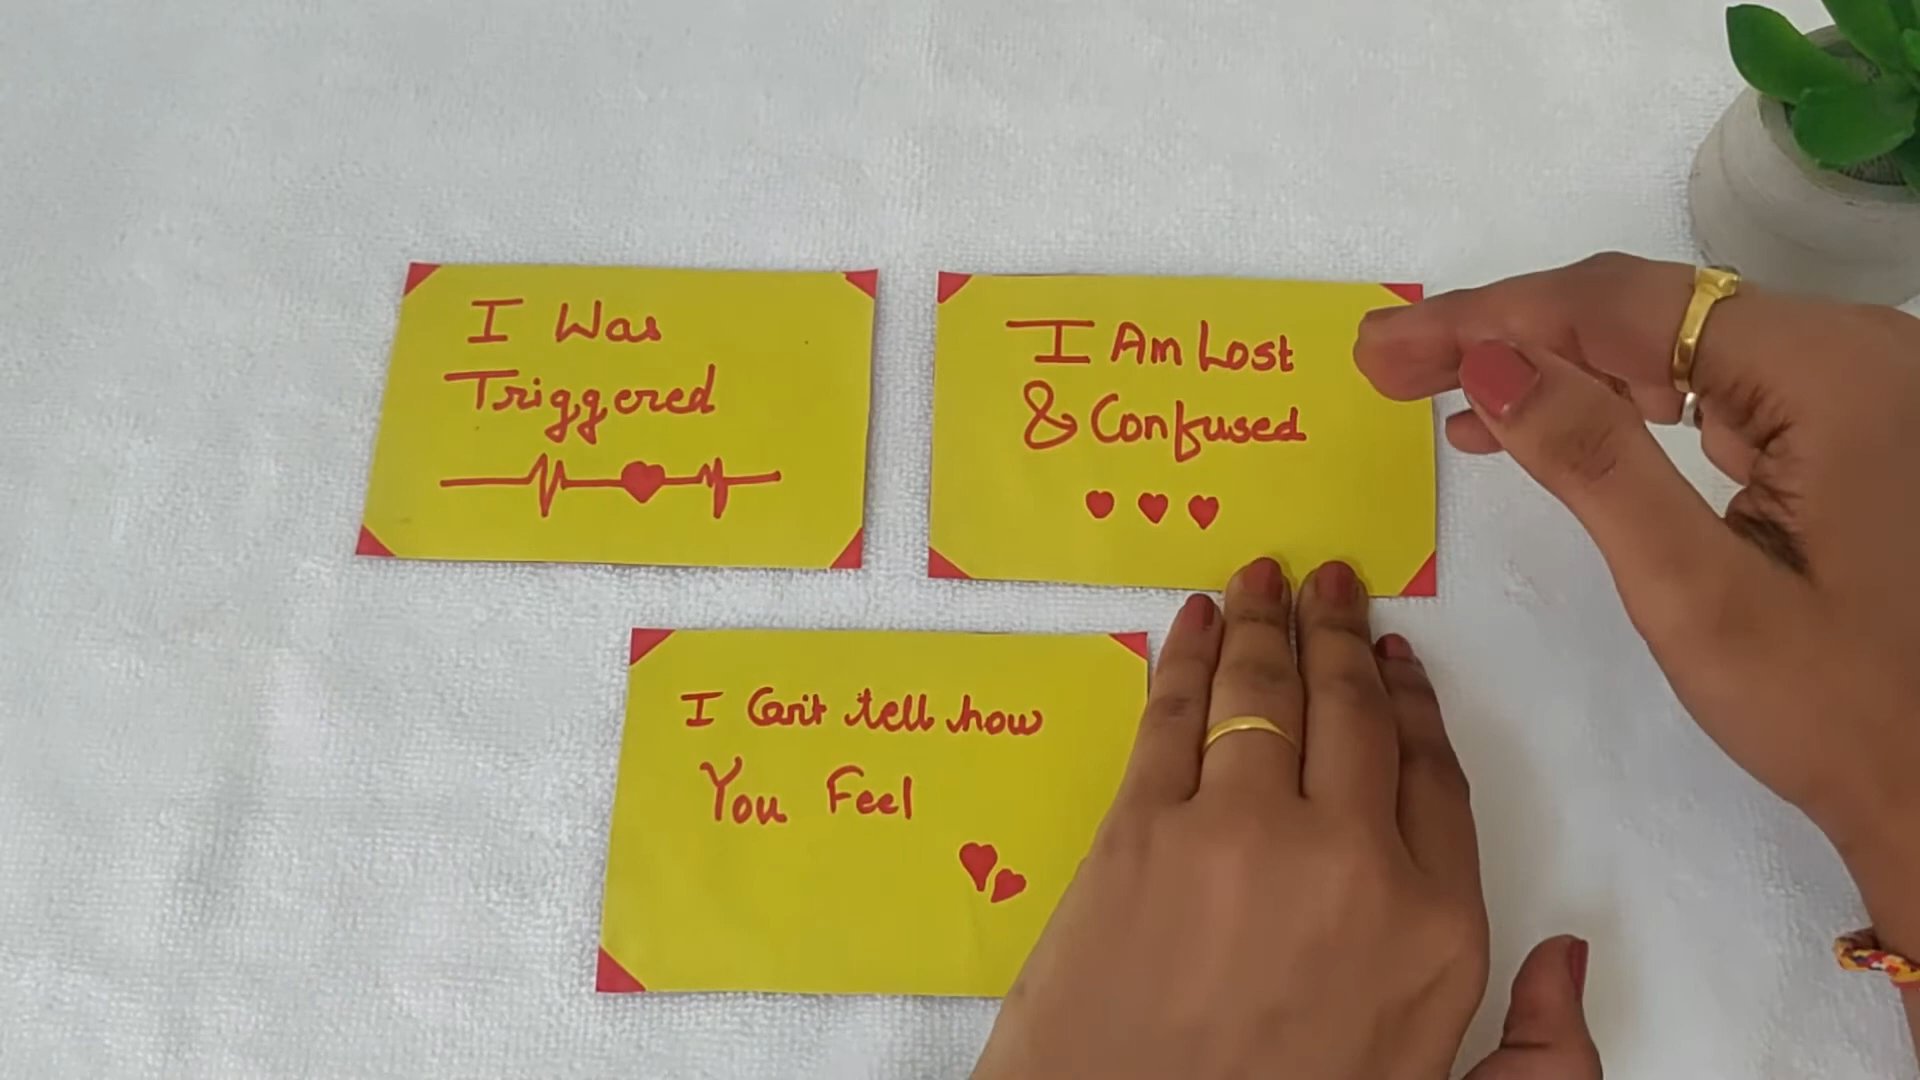 I Was
Triggered
I Am Lost
& Confused
I Can't tell how
You Feel